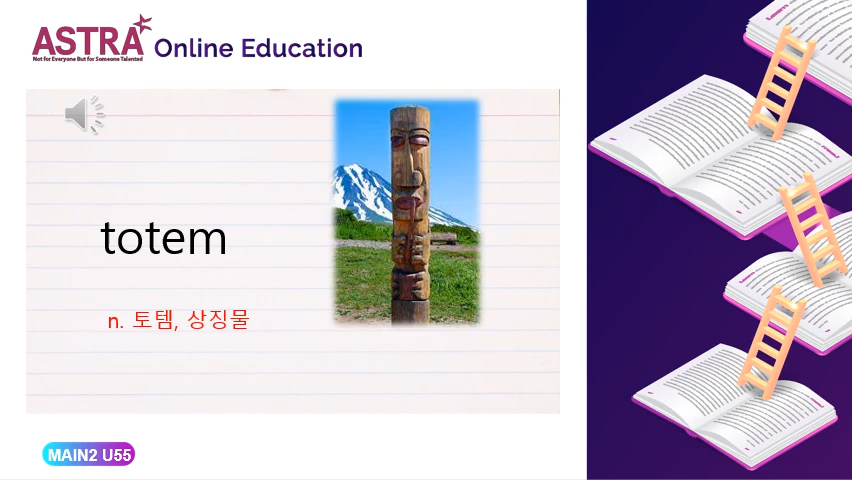 ASTRA
Not for Everyone But for Someone Talented
Online Education
totem
n. 토템, 상징물
MAIN2 U55